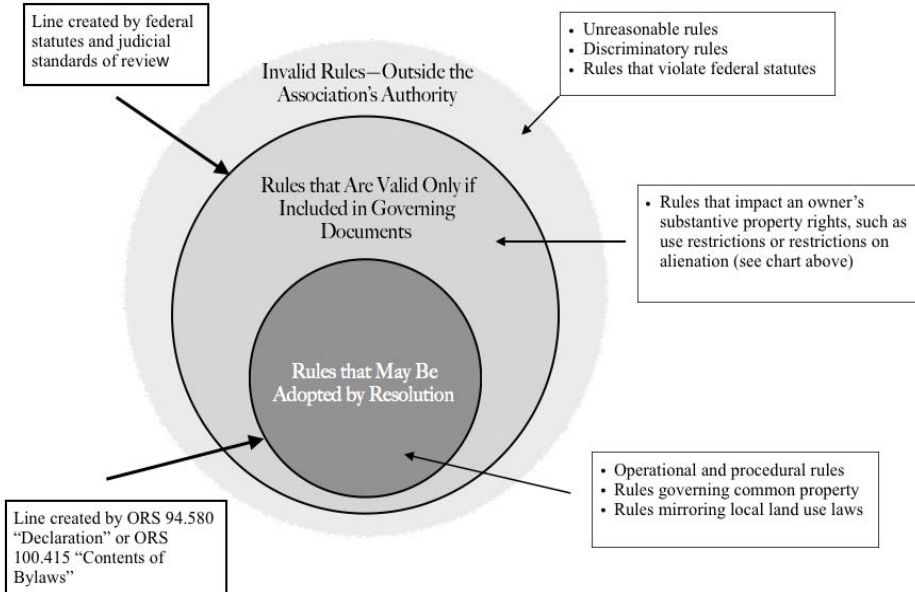 Line created by federal
statutes and judicial
standards of review
• Unreasonable rules
• Discriminatory rules
• Rules that violate federal statutes
Invalid Rules—Outside the
Association's Authority
Rules that Are Valid Only if
Included in Governing
Documents
• Rules that impact an owner's
substantive property rights, such as
use restrictions or restrictions on
alienation (see chart above)
Rules that May Be
Adopted by Resolution
• Operational and procedural rules
• Rules governing common property
• Rules mirroring local land use laws
Line created by ORS 94.580
“Declaration” or ORS
100.415 “Contents of
Bylaws”